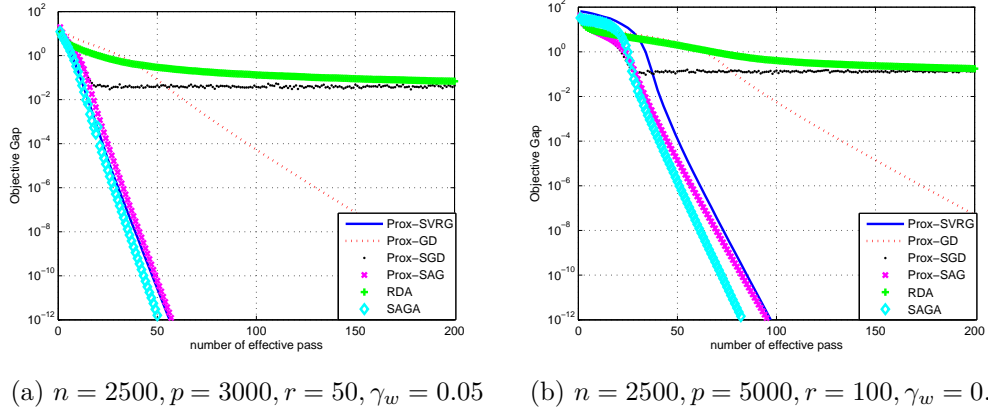 10^2
10^0
10^-2
10^-4
10^-6
10^-8
10^-10
10^-12
Objective Gap
0 50 100 150 200
number of effective pass
Prox-SVRG
Prox-GD
Prox-SGD
Prox-SAG
RDA
SAGA
(a) n = 2500, p = 3000, r = 50, γ_w = 0.05
10^2
10^0
10^-2
10^-4
10^-6
10^-8
10^-10
10^-12
Objective Gap
0 50 100 150 200
number of effective pass
Prox-SVRG
Prox-GD
Prox-SGD
Prox-SAG
RDA
SAGA
(b) n = 2500, p = 5000, r = 100, γ_w = 0.